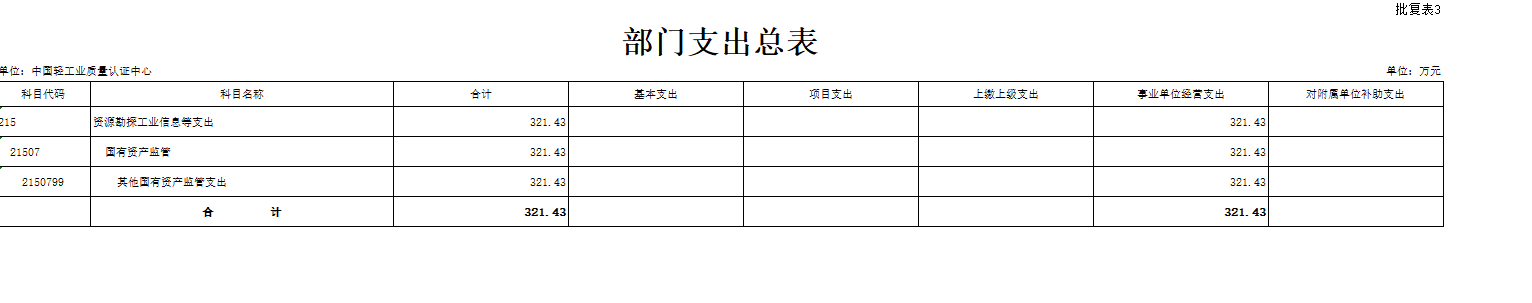 批复表3
部门支出总表
单位：中国轻工业质量认证中心 单位：万元
科目代码 科目名称 合计 基本支出 项目支出 上缴上级支出 事业单位经营支出 对附属单位补助支出
215 资源勘探工业信息等支出 321.43 321.43
21507 国有资产监管 321.43 321.43
2150799 其他国有资产监管支出 321.43 321.43
合 计 321.43 321.43